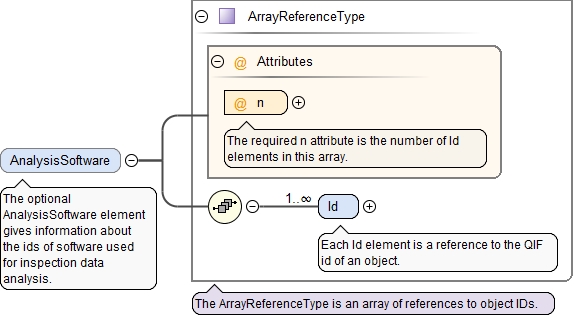 ArrayReferenceType
@ Attributes
@ n
The required n attribute is the number of Id
elements in this array.
AnalysisSoftware
The optional
AnalysisSoftware element
gives information about
the ids of software used
for inspection data
analysis.
1..∞
Id
Each Id element is a reference to the QIF
id of an object.
The ArrayReferenceType is an array of references to object IDs.